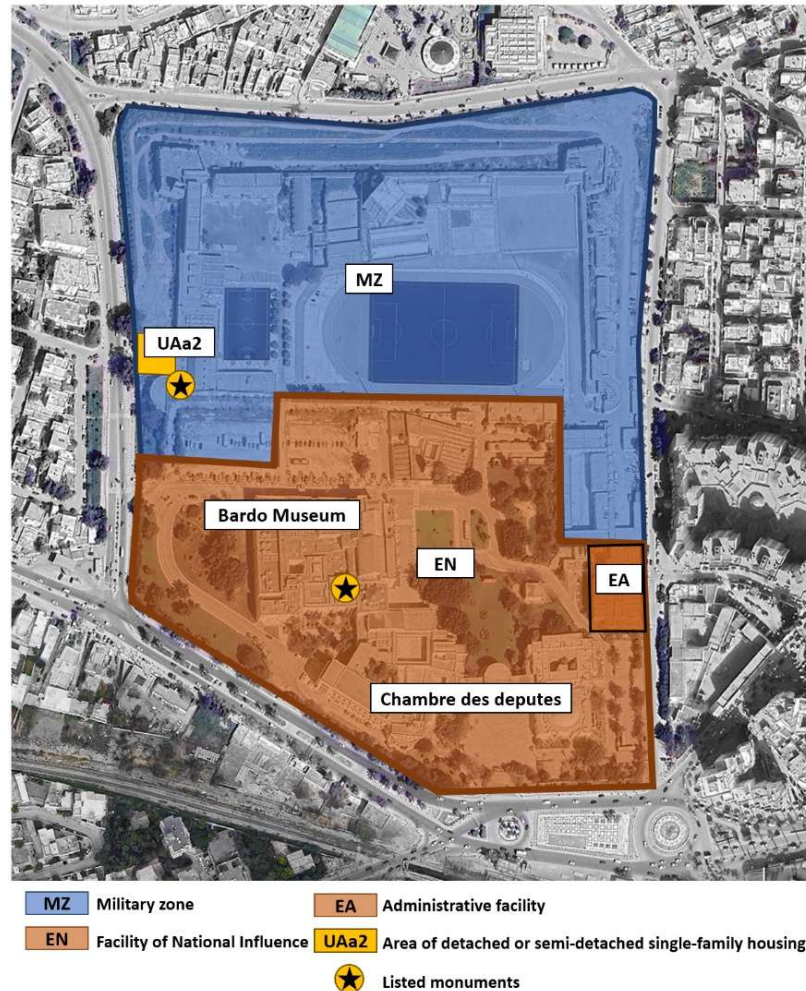 MZ
UAa2
Bardo Museum
EN
EA
Chambre des deputes
MZ Military zone
EA Administrative facility
EN Facility of National Influence
UAa2 Area of detached or semi-detached single-family housing
Listed monuments